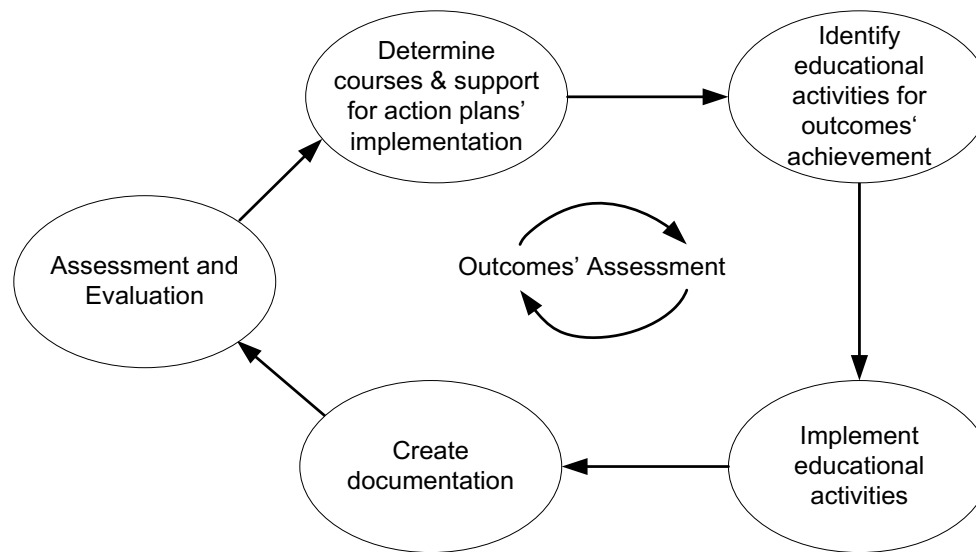 Determine
courses & support
for action plans’
implementation
Identify
educational
activities for
outcomes‘
achievement
Assessment and
Evaluation
Outcomes’ Assessment
Create
documentation
Implement
educational
activities